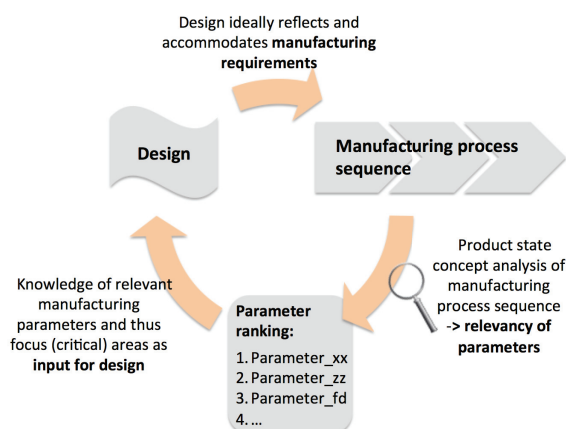 Design ideally reflects and
accommodates manufacturing
requirements
Design
Manufacturing process
sequence
Product state
concept analysis of
manufacturing
process sequence
-> relevancy of
parameters
Parameter
ranking:
1. Parameter_xx
2. Parameter_zz
3. Parameter_fd
4. ...
Knowledge of relevant
manufacturing
parameters and thus
focus (critical) areas as
input for design